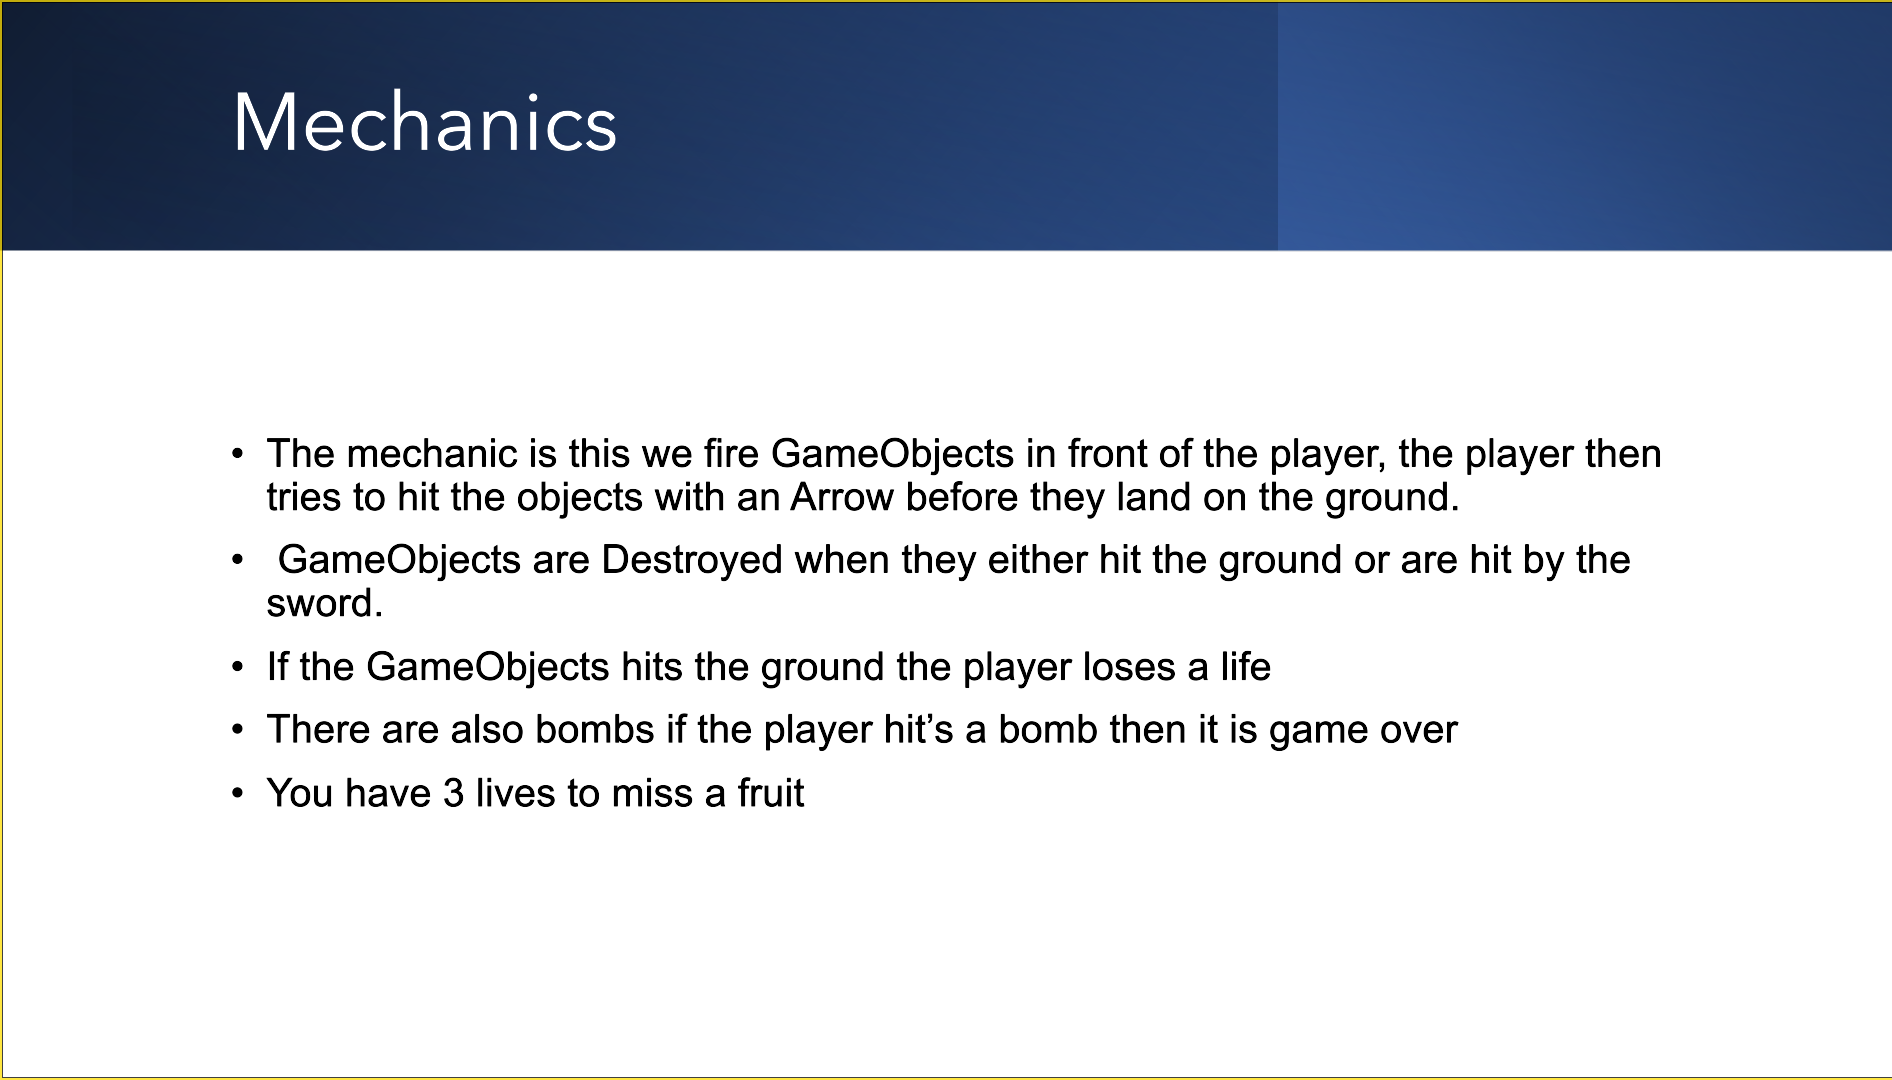 Mechanics
• The mechanic is this we fire GameObjects in front of the player, the player then
tries to hit the objects with an Arrow before they land on the ground.
•  GameObjects are Destroyed when they either hit the ground or are hit by the
sword.
• If the GameObjects hits the ground the player loses a life
• There are also bombs if the player hit’s a bomb then it is game over
• You have 3 lives to miss a fruit